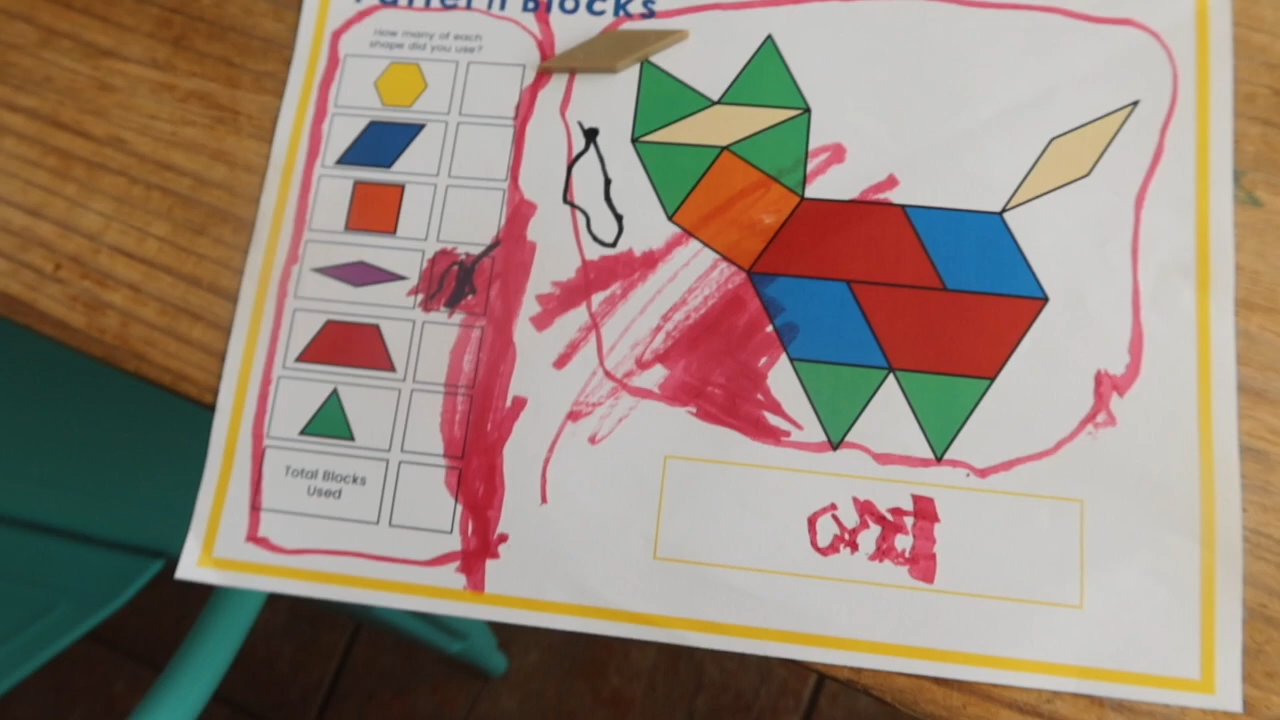 Pattern Blocks
How many of each
shape did you use?
Total Blocks
Used